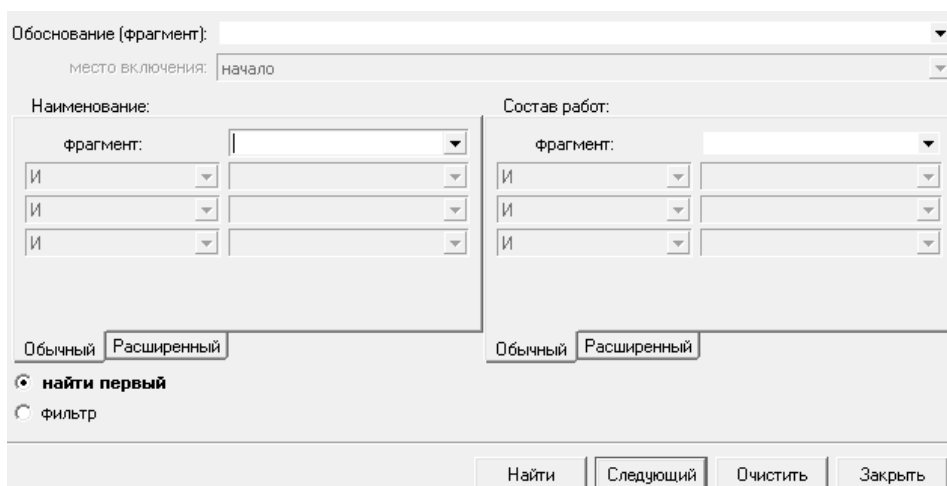 Обоснование (фрагмент):
место включения: начало
Наименование:
фрагмент:
И
И
И
Обычный Расширенный
Состав работ:
фрагмент:
И
И
И
Обычный Расширенный
найти первый
фильтр
Найти Следующий Очистить Закрыть